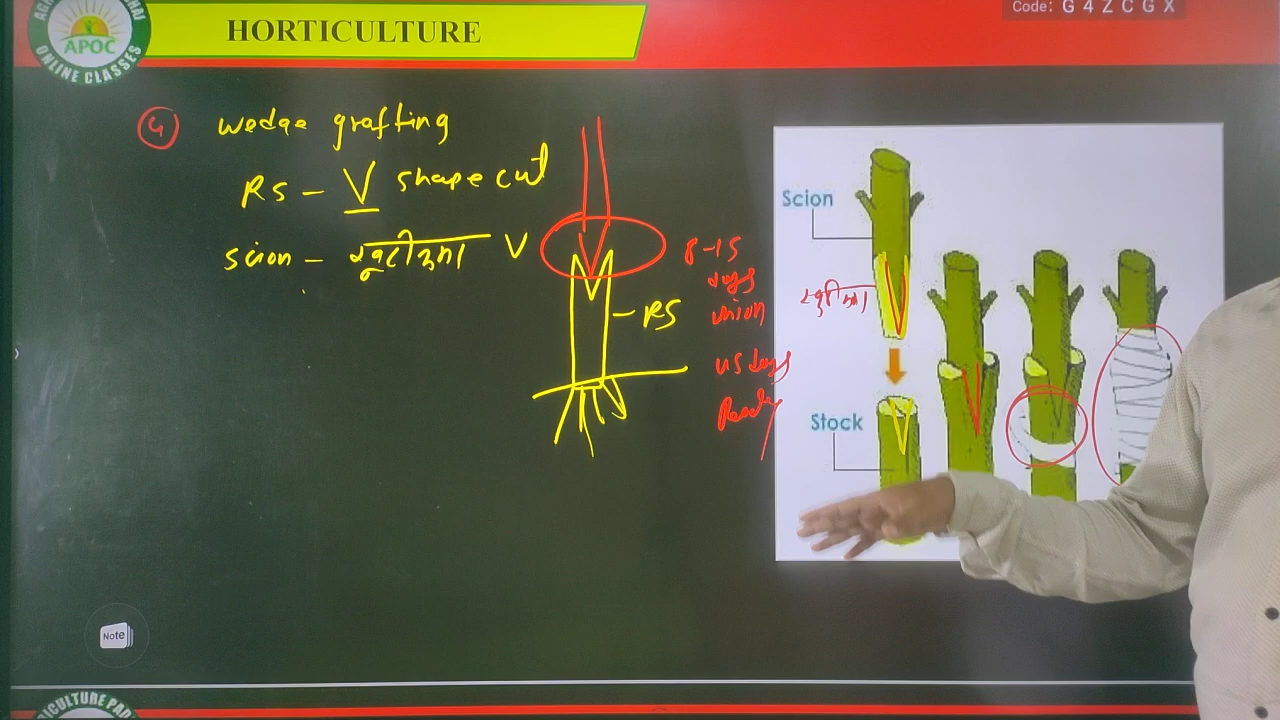 Code: G 4 Z C G X
HORTICULTURE
APOC
ONLINE CLASSES
4 wedge grafting
RS - V shape cut
scion - V
RS
8-15
days
union
45 days
Ready
Scion
Stock
Note